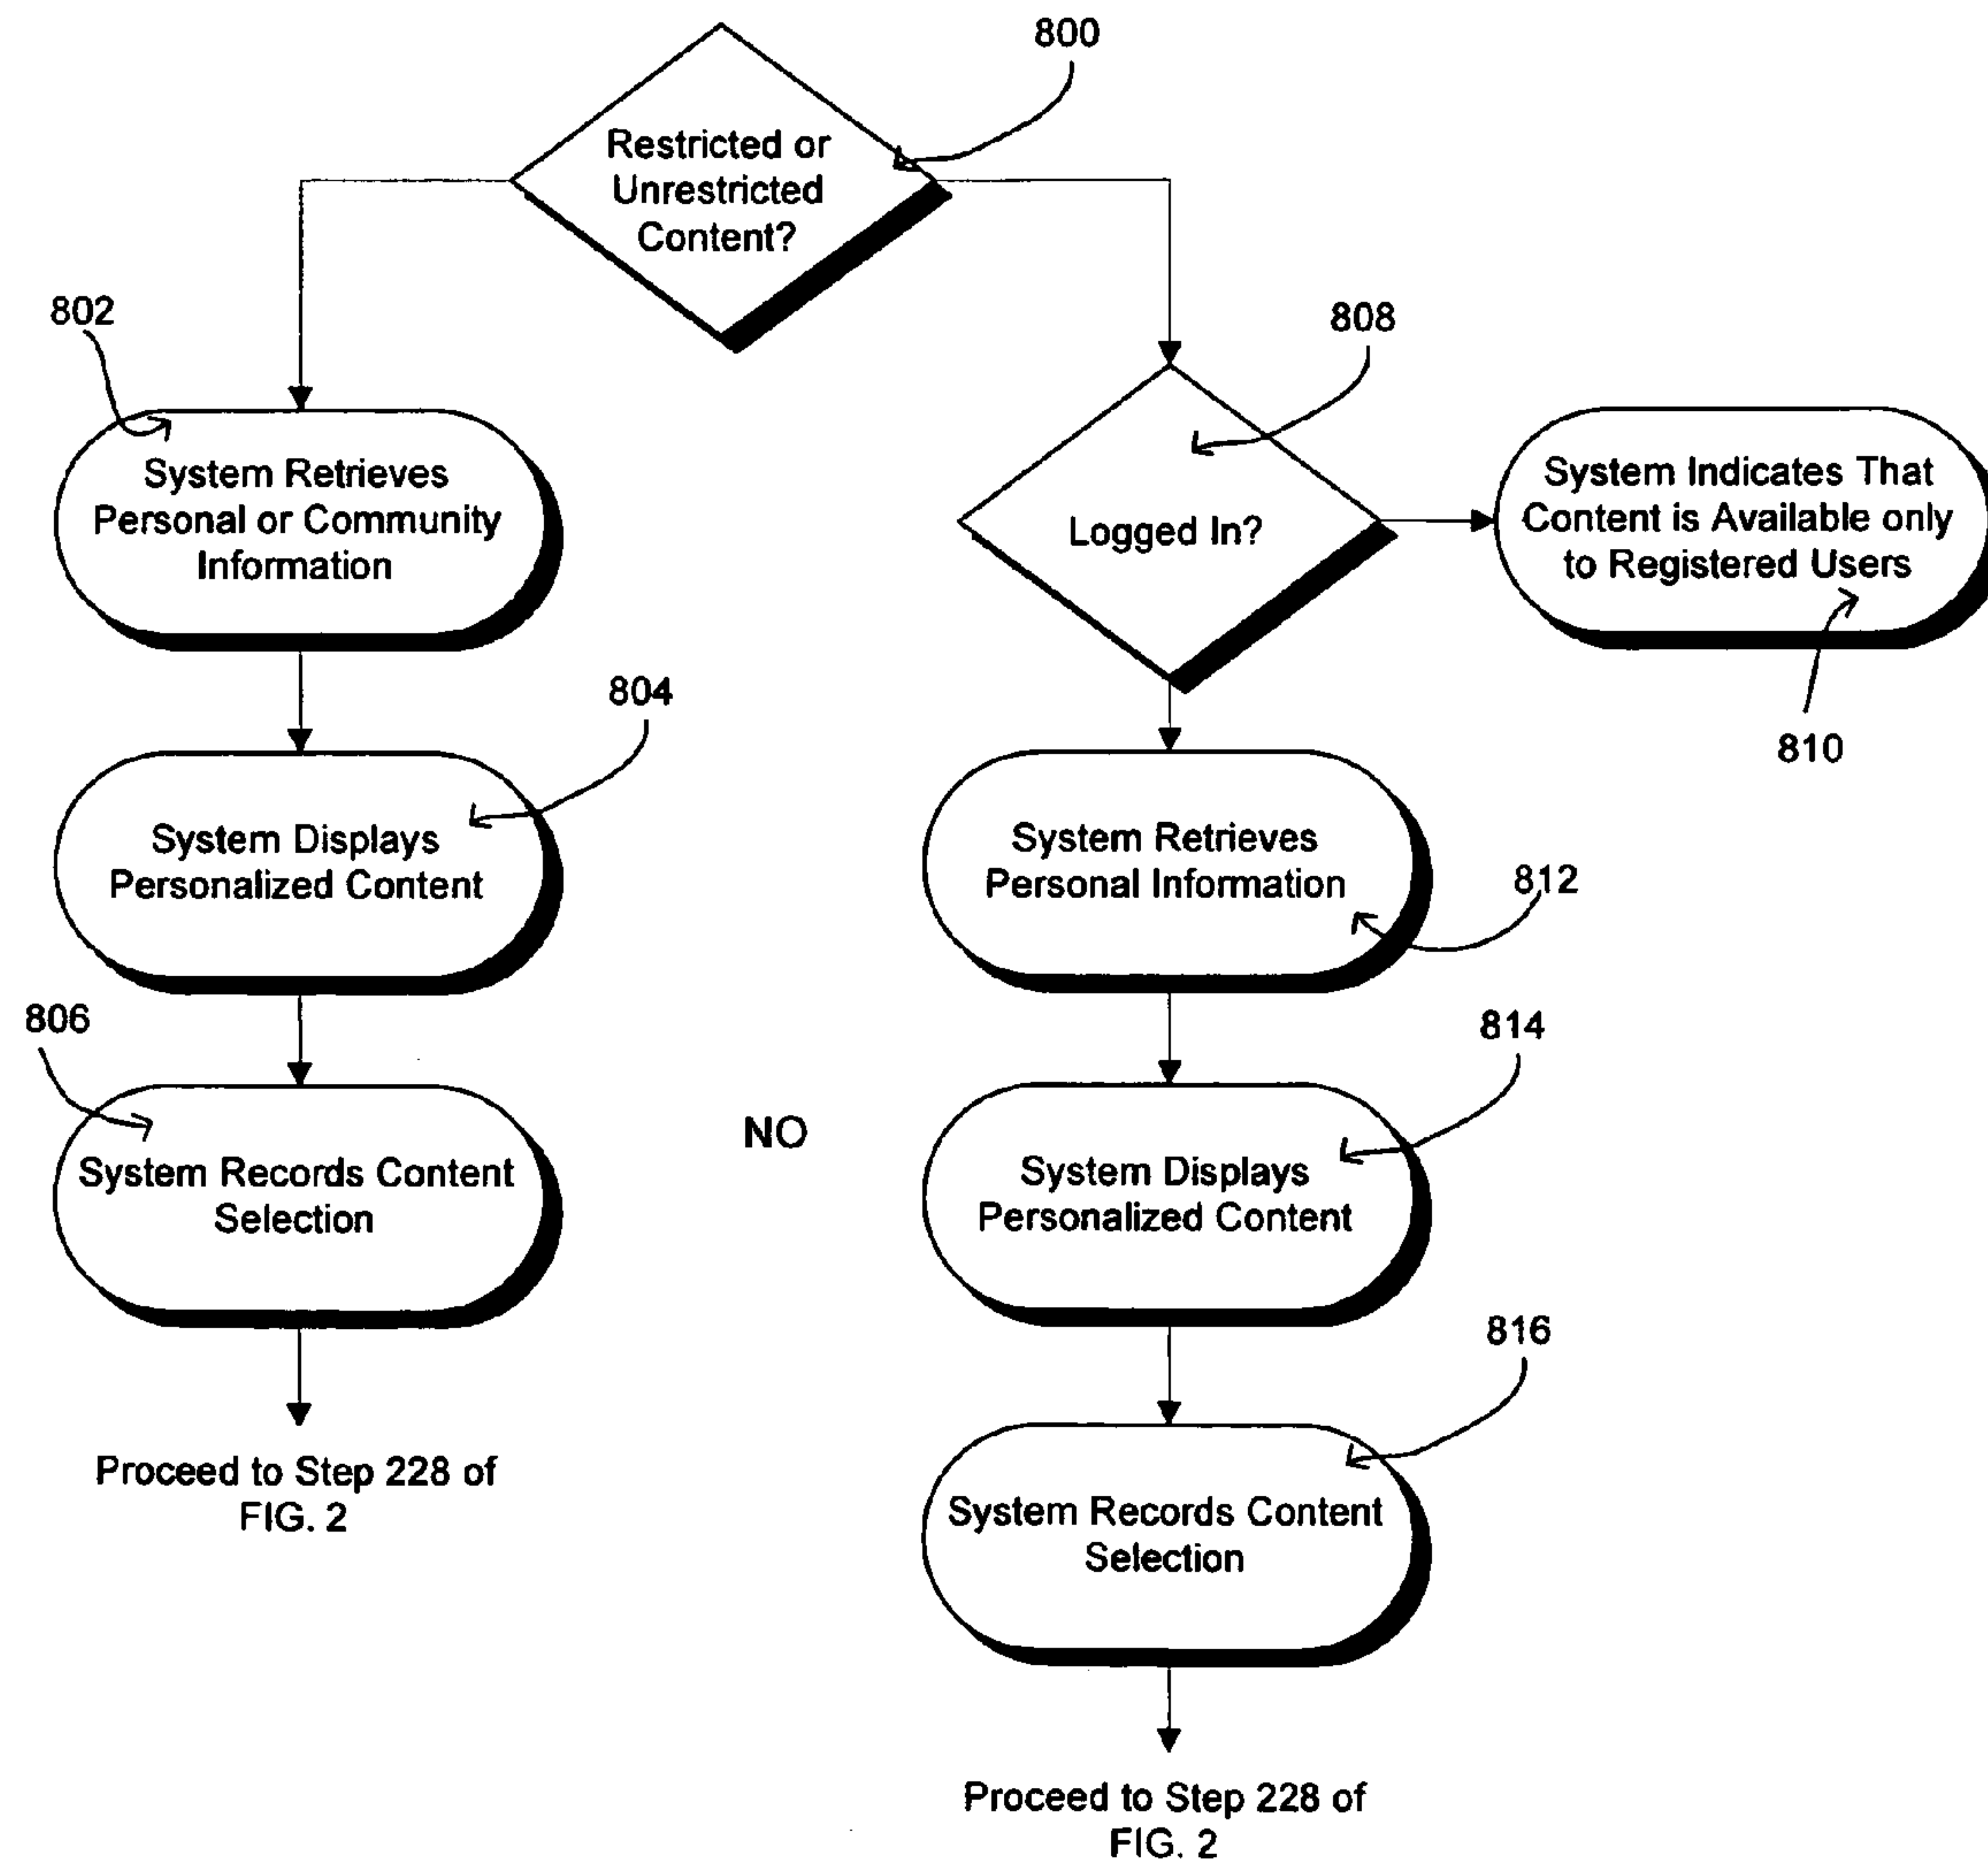 800
Restricted or
Unrestricted
Content?
802
808
System Retrieves
Personal or Community
Information
Logged In?
System Indicates That
Content is Available only
to Registered Users
804
810
System Displays
Personalized Content
System Retrieves
Personal Information
812
806
814
System Records Content
Selection
NO
System Displays
Personalized Content
816
Proceed to Step 228 of
FIG. 2
System Records Content
Selection
Proceed to Step 228 of
FIG. 2